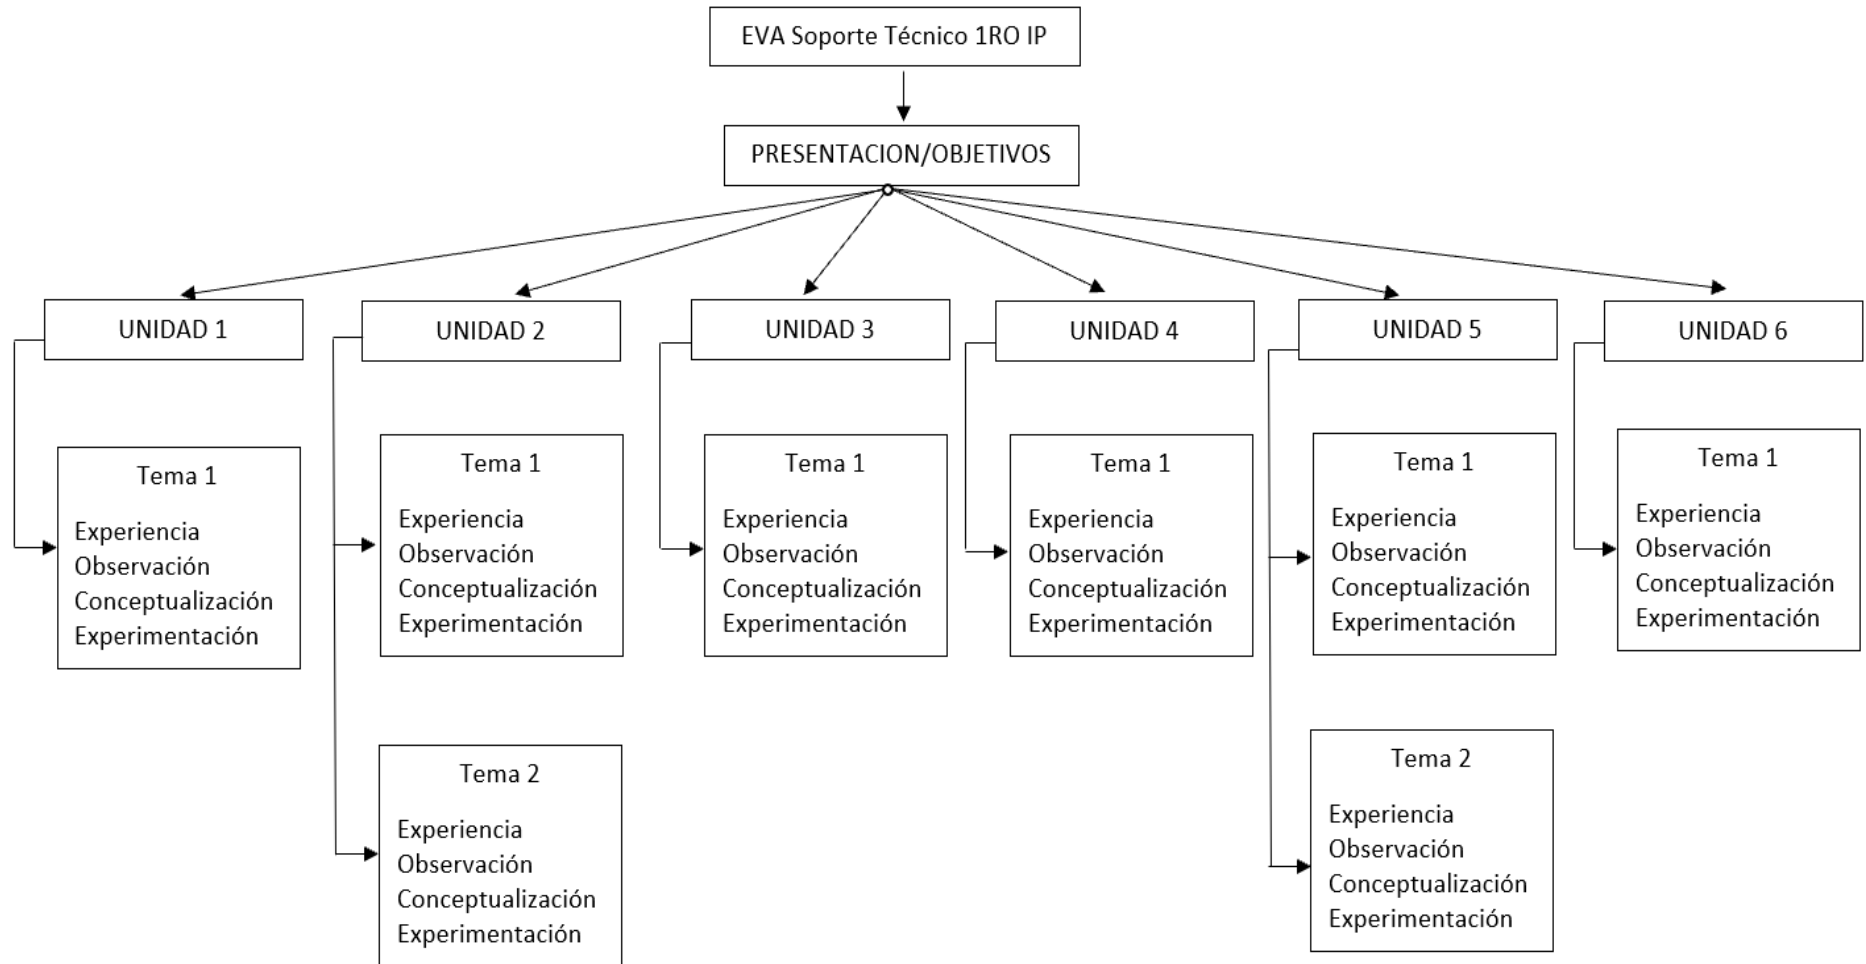 EVA Soporte Técnico 1RO IP
PRESENTACION/OBJETIVOS
UNIDAD 1
UNIDAD 2
UNIDAD 3
UNIDAD 4
UNIDAD 5
UNIDAD 6
Tema 1
Experiencia
Observación
Conceptualización
Experimentación
Tema 1
Experiencia
Observación
Conceptualización
Experimentación
Tema 2
Experiencia
Observación
Conceptualización
Experimentación
Tema 1
Experiencia
Observación
Conceptualización
Experimentación
Tema 1
Experiencia
Observación
Conceptualización
Experimentación
Tema 1
Experiencia
Observación
Conceptualización
Experimentación
Tema 2
Experiencia
Observación
Conceptualización
Experimentación
Tema 1
Experiencia
Observación
Conceptualización
Experimentación